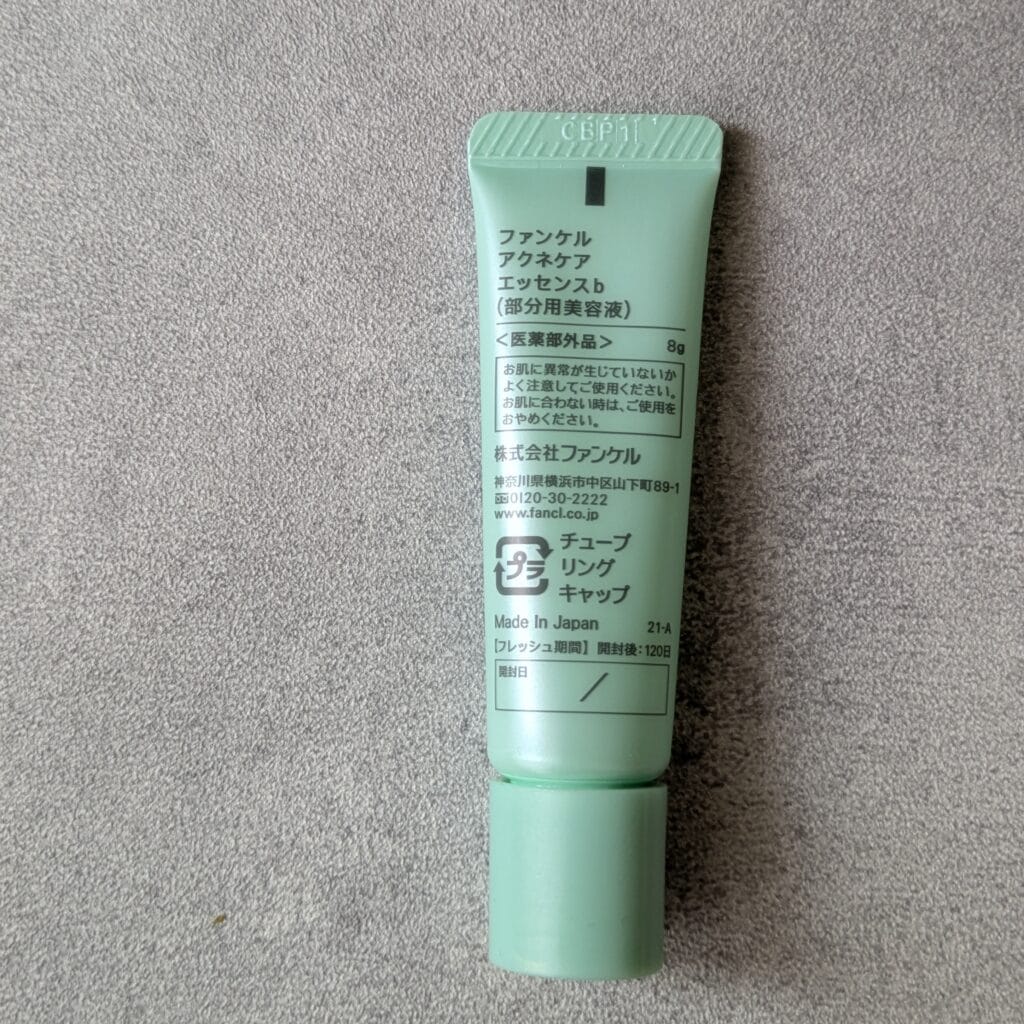 CBP11
ファンケル
アクネケア
エッセンスb
(部分用美容液)
<医薬部外品> 8g
お肌に異常が生じていないか
よく注意してご使用ください。
お肌に合わない時は、ご使用を
おやめください。
株式会社ファンケル
神奈川県横浜市中区山下町89-1
0120-30-2222
www.fancl.co.jp
プラ
チューブ
リング
キャップ
Made In Japan 21-A
[フレッシュ期間] 開封後:120日
開封日 /